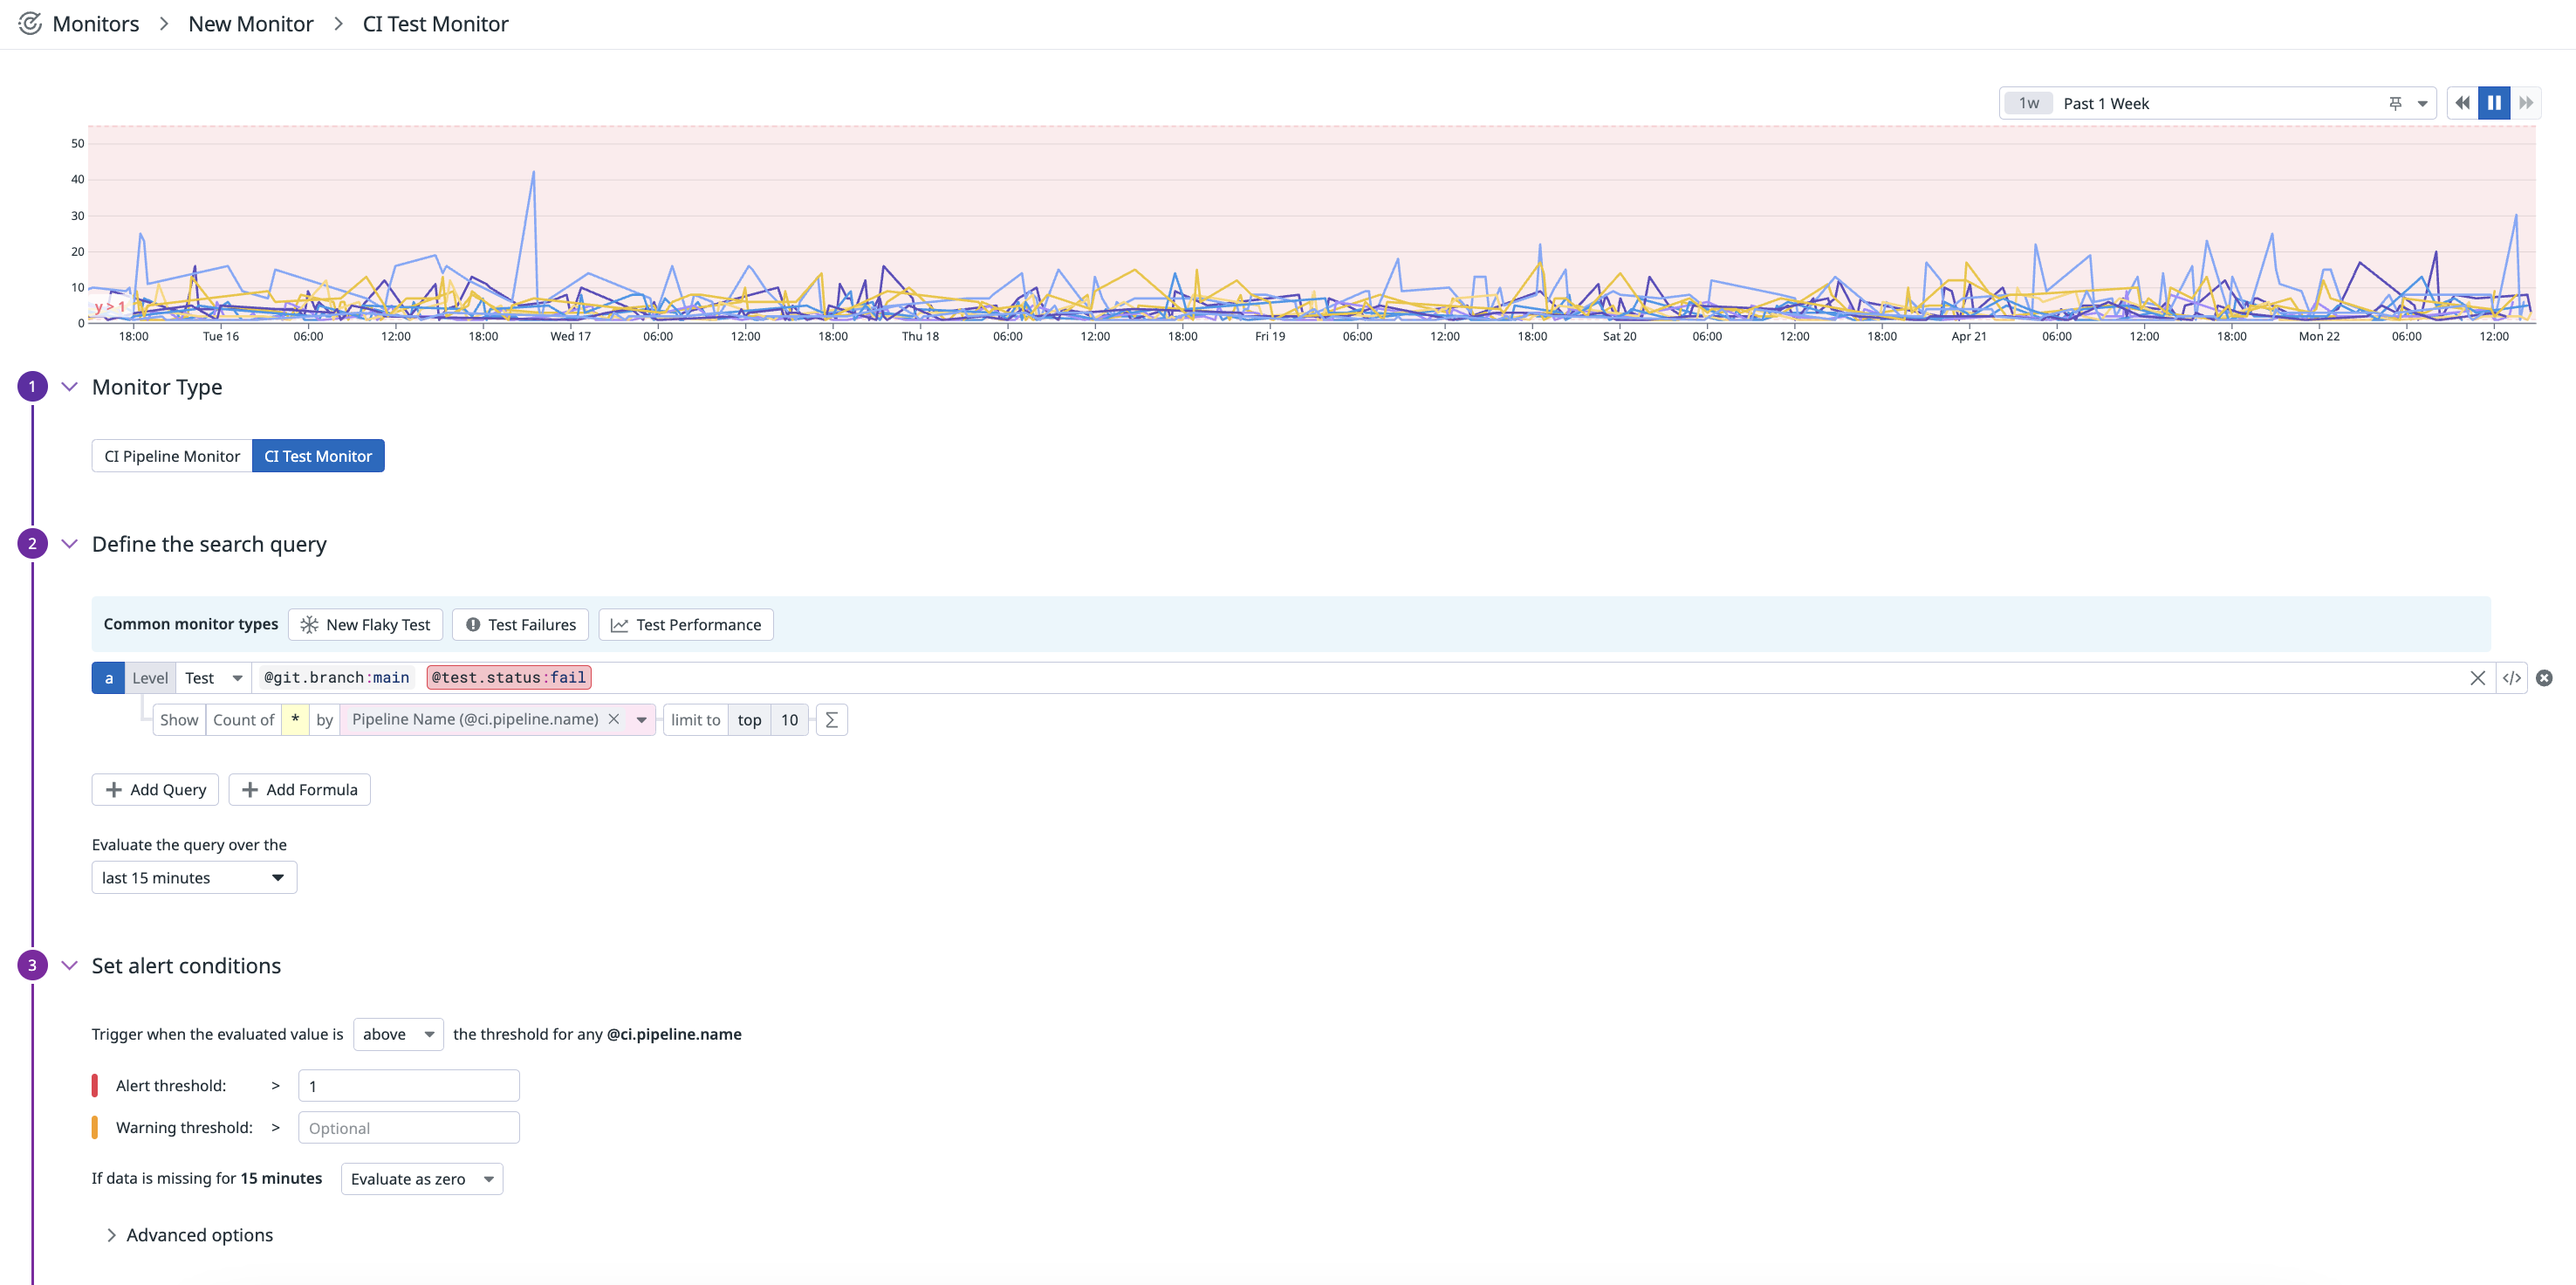 Monitors > New Monitor > CI Test Monitor
1w Past 1 Week
50
40
30
20
10
0
y > 1
18:00 Tue 16 06:00 12:00 18:00 Wed 17 06:00 12:00 18:00 Thu 18 06:00 12:00 18:00 Fri 19 06:00 12:00 18:00 Sat 20 06:00 12:00 18:00 Apr 21 06:00 12:00 18:00 Mon 22 06:00 12:00
1 Monitor Type
CI Pipeline Monitor CI Test Monitor
2 Define the search query
Common monitor types New Flaky Test Test Failures Test Performance
a Level Test @git.branch:main @test.status:fail </>
Show Count of * by Pipeline Name (@ci.pipeline.name) limit to top 10 Σ
+ Add Query + Add Formula
Evaluate the query over the
last 15 minutes
3 Set alert conditions
Trigger when the evaluated value is above the threshold for any @ci.pipeline.name
Alert threshold: > 1
Warning threshold: > Optional
If data is missing for 15 minutes Evaluate as zero
> Advanced options